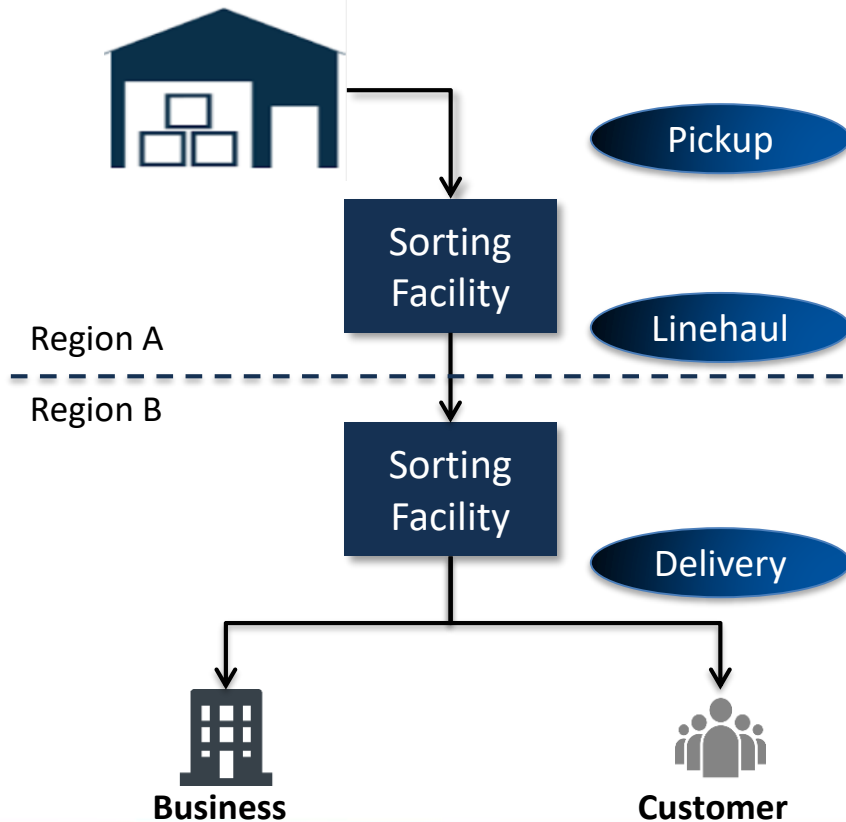 Pickup
Sorting
Facility
Linehaul
Region A
Region B
Sorting
Facility
Delivery
Business
Customer